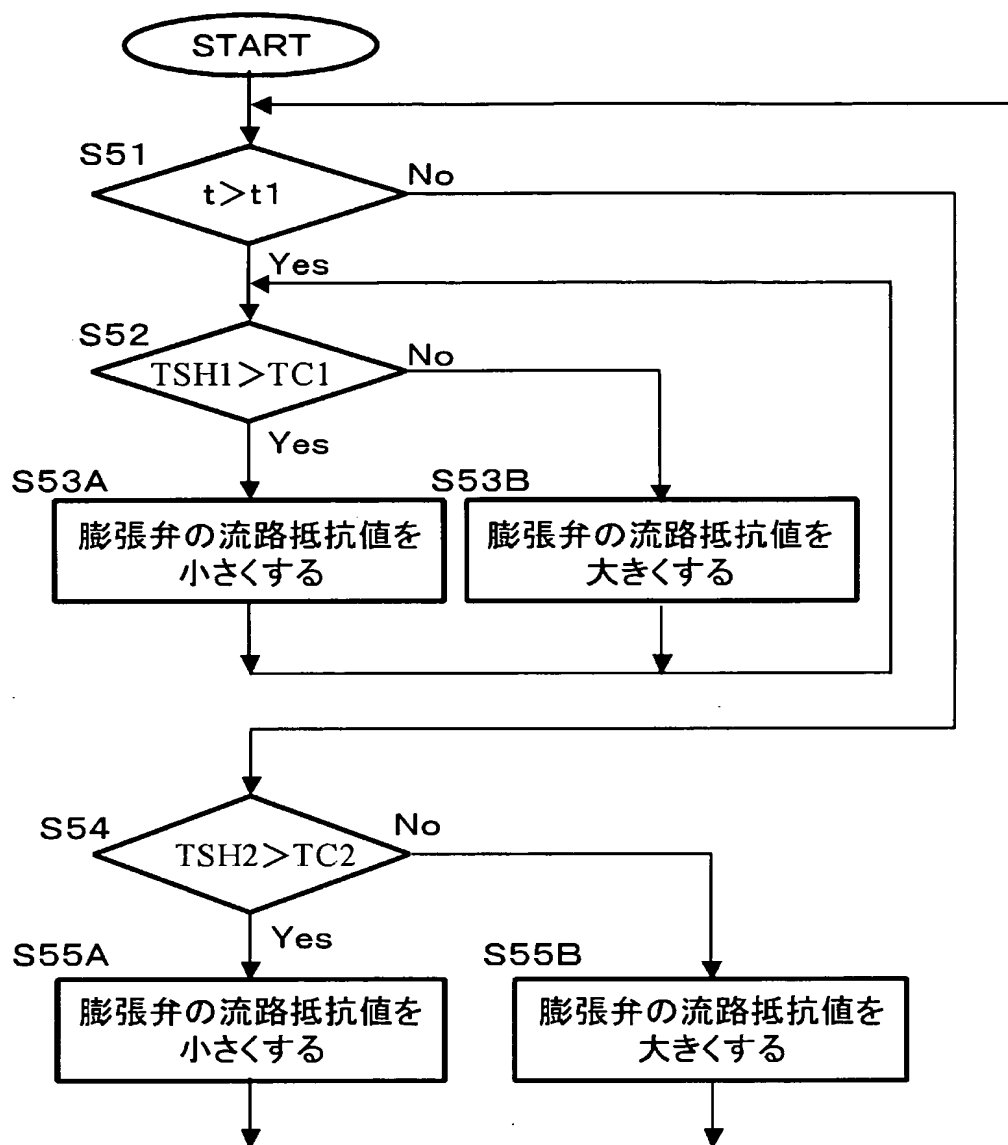 START
S51
t>t1
No
Yes
S52
TSH1>TC1
No
Yes
S53A
膨張弁の流路抵抗値を
小さくする
S53B
膨張弁の流路抵抗値を
大きくする
S54
TSH2>TC2
No
Yes
S55A
膨張弁の流路抵抗値を
小さくする
S55B
膨張弁の流路抵抗値を
大きくする